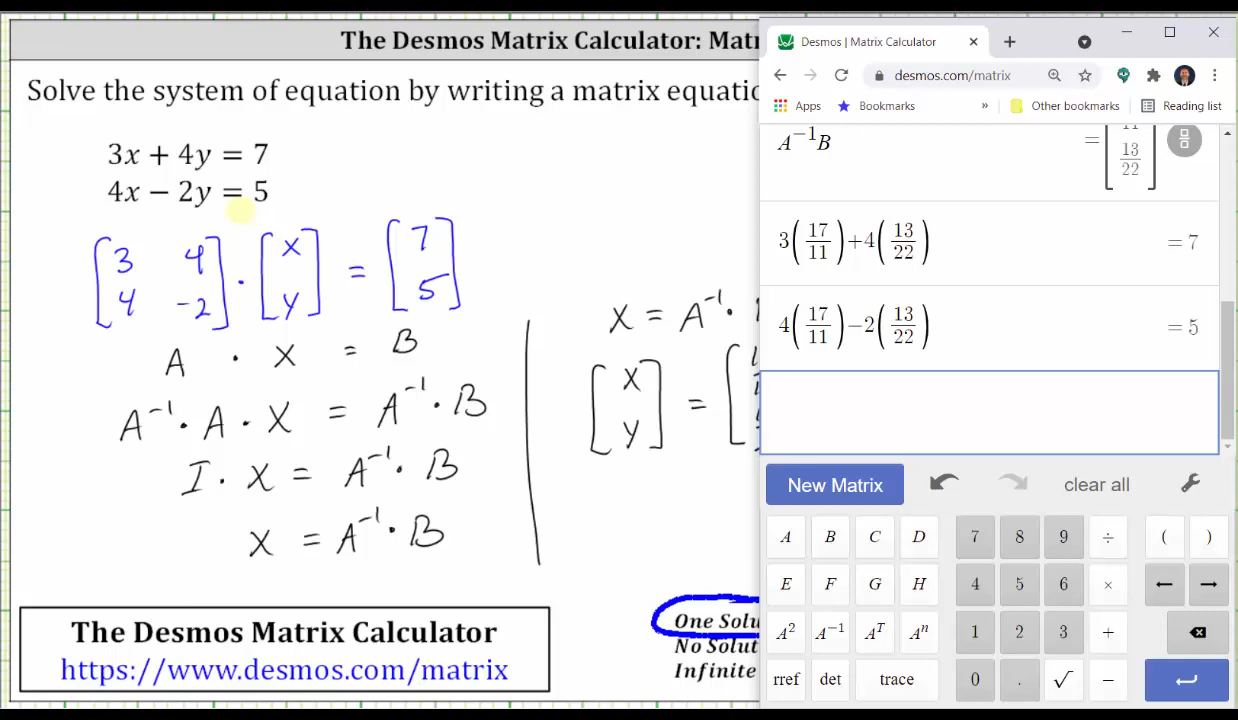 The Desmos Matrix Calculator: Mat
Solve the system of equation by writing a matrix equatio
3x + 4y = 7
4x − 2y = 5
[3 4] [x] = [7]
[4 -2] · [y] [5]
A · X = B
A⁻¹ · A · X = A⁻¹ · B
I · X = A⁻¹ · B
X = A⁻¹ · B
X = A⁻¹ ·
[x]
[y] = [
The Desmos Matrix Calculator
https://www.desmos.com/matrix
One Solu
No Solut
Infinite
Desmos | Matrix Calculator
desmos.com/matrix
Apps Bookmarks » Other bookmarks Reading list
A⁻¹B = [13/22]
3(17/11)+4(13/22) = 7
4(17/11)−2(13/22) = 5
New Matrix clear all
A B C D 7 8 9 ÷ ( )
E F G H 4 5 6 × ← →
A² A⁻¹ Aᵀ Aⁿ 1 2 3 +
rref det trace 0 . √ −